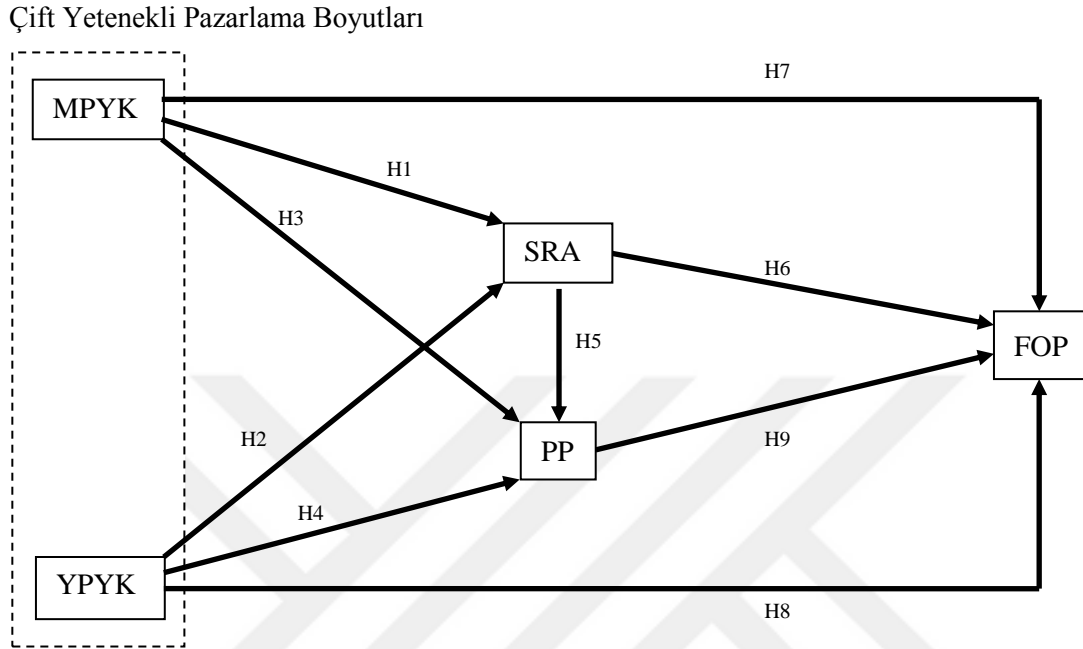 Çift Yetenekli Pazarlama Boyutları
H7
MPYK
H1
H3
SRA
H6
H5
FOP
H2
PP
H9
H4
YPYK
H8